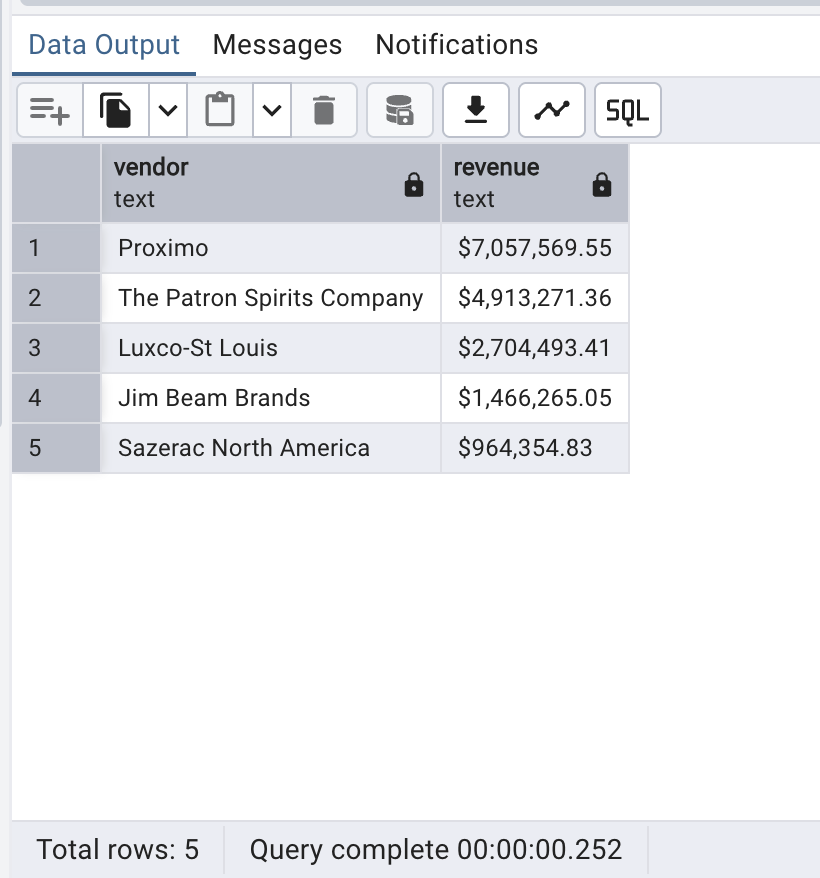 Data Output Messages Notifications
SQL
vendor revenue
text text
1 Proximo $7,057,569.55
2 The Patron Spirits Company $4,913,271.36
3 Luxco-St Louis $2,704,493.41
4 Jim Beam Brands $1,466,265.05
5 Sazerac North America $964,354.83
Total rows: 5 Query complete 00:00:00.252